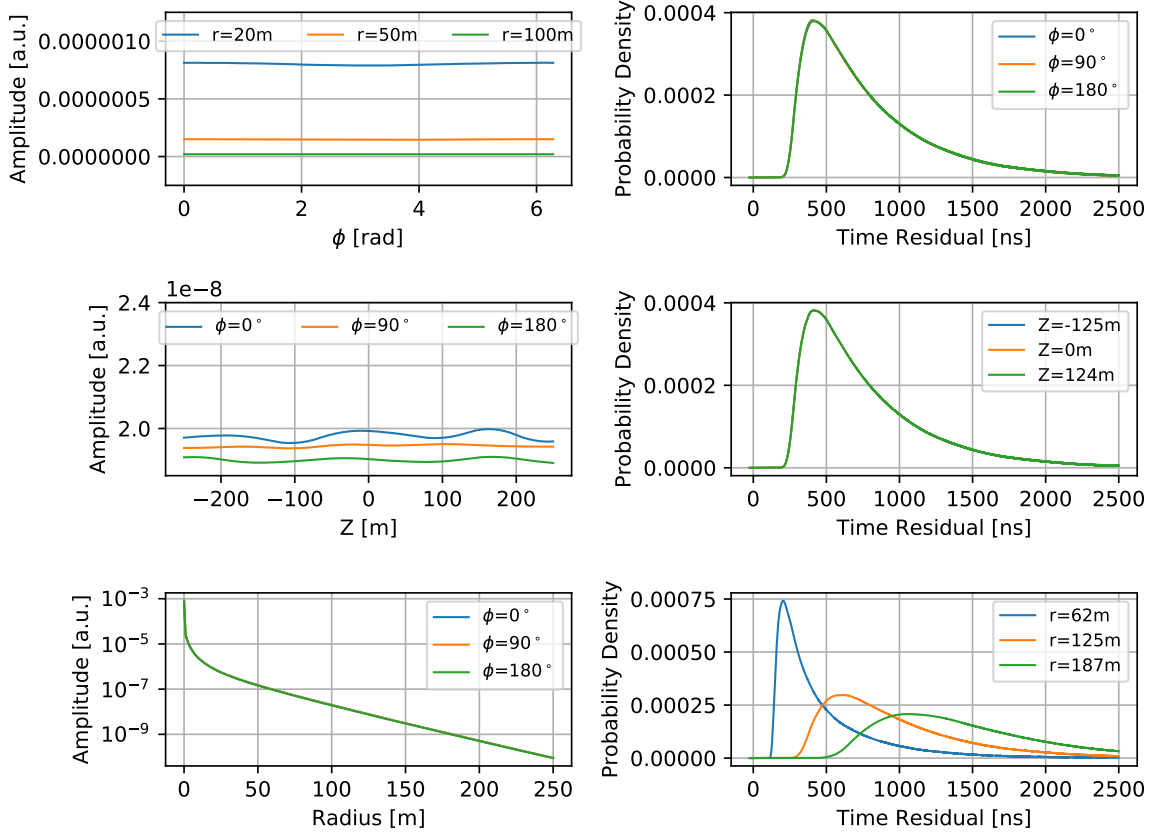 Amplitude [a.u.]
0.0000010
0.0000005
0.0000000
r=20m r=50m r=100m
0 2 4 6
ϕ [rad]
Probability Density
0.0004
0.0002
0.0000
ϕ=0°
ϕ=90°
ϕ=180°
0 500 1000 1500 2000 2500
Time Residual [ns]
1e−8
Amplitude [a.u.]
2.4
2.2
2.0
ϕ=0° ϕ=90° ϕ=180°
−200 −100 0 100 200
Z [m]
Probability Density
0.0004
0.0002
0.0000
Z=-125m
Z=0m
Z=124m
0 500 1000 1500 2000 2500
Time Residual [ns]
Amplitude [a.u.]
10⁻³
10⁻⁵
10⁻⁷
10⁻⁹
ϕ=0°
ϕ=90°
ϕ=180°
0 50 100 150 200 250
Radius [m]
Probability Density
0.00075
0.00050
0.00025
0.00000
r=62m
r=125m
r=187m
0 500 1000 1500 2000 2500
Time Residual [ns]